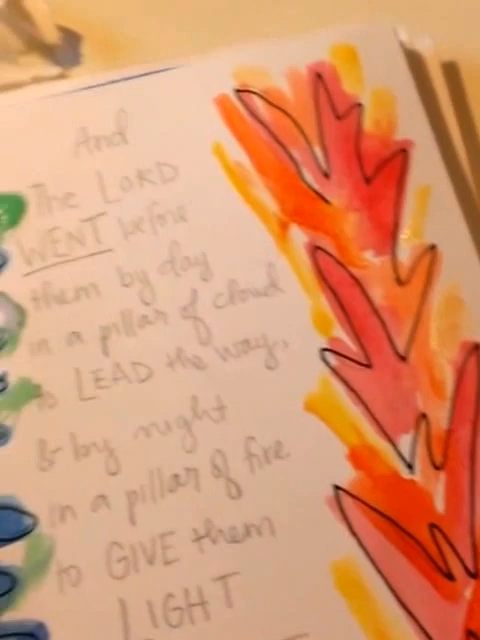 And
The LORD
WENT before
them by day
in a pillar of cloud
to LEAD the way,
& by night
in a pillar of fire
to GIVE them
LIGHT